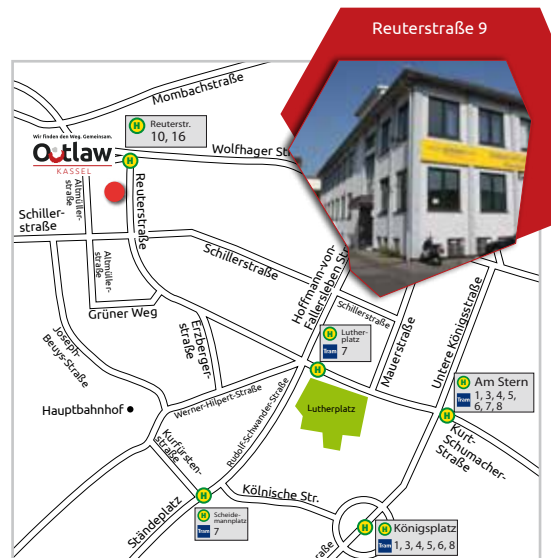 Reuterstraße 9
Mombachstraße
Wir finden den Weg. Gemeinsam.
Outlaw
KASSEL
H
Reuterstr.
10, 16
H
Wolfhager Str
Altmüller-
straße
Reuterstraße
Schiller-
straße
Altmüller-
straße
Schillerstraße
Hoffmann-von-
Fallersleben Str
Schillerstraße
Grüner Weg
Erzberger-
straße
Mauerstraße
Untere Königsstraße
Joseph-
Beuys-Straße
H
Luther-
platz
Tram
7
H
H
Am Stern
Tram
1, 3, 4, 5,
6, 7, 8
H
Werner-Hilpert-Straße
Rudolf-Schwander-Straße
Lutherplatz
Hauptbahnhof
Kurfürsten-
straße
Kurt-
Schumacher-
Straße
Kölnische Str.
H
Ständeplatz
H
Scheide-
mannplatz
Tram
7
H
H
Königsplatz
Tram
1, 3, 4, 5, 6, 8
raße